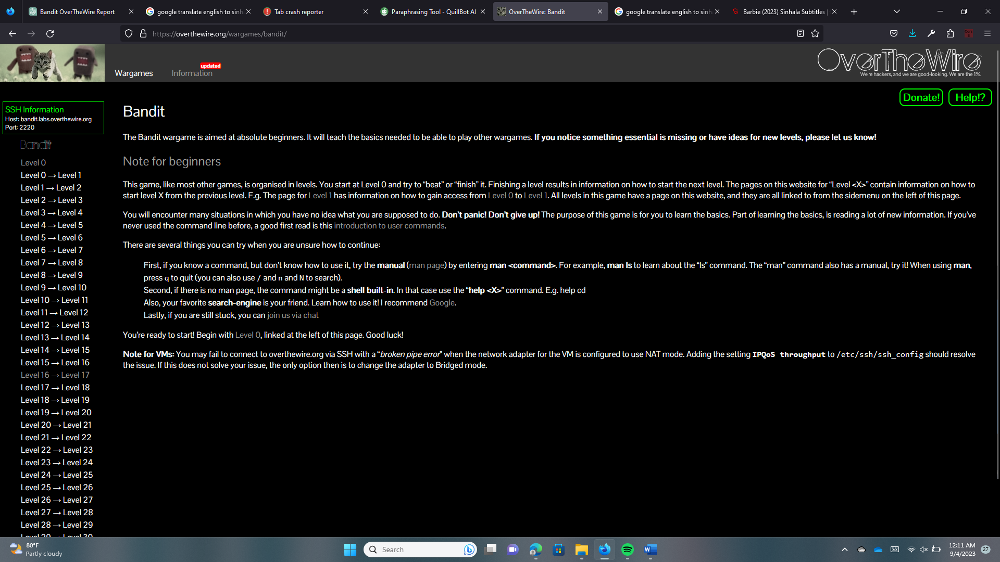 Bandit OverTheWire Report
google translate english to sinh
Tab crash reporter
Paraphrasing Tool - QuillBot AI
OverTheWire: Bandit
google translate english to sinh
Barbie (2023) Sinhala Subtitles |
https://overthewire.org/wargames/bandit/
Wargames
Information
updated
OverTheWire
We're hackers, and we are good-looking. We are the 1%.
Donate!
Help!?
SSH Information
Host: bandit.labs.overthewire.org
Port: 2220
Bandit
Level 0
Level 0 → Level 1
Level 1 → Level 2
Level 2 → Level 3
Level 3 → Level 4
Level 4 → Level 5
Level 5 → Level 6
Level 6 → Level 7
Level 7 → Level 8
Level 8 → Level 9
Level 9 → Level 10
Level 10 → Level 11
Level 11 → Level 12
Level 12 → Level 13
Level 13 → Level 14
Level 14 → Level 15
Level 15 → Level 16
Level 16 → Level 17
Level 17 → Level 18
Level 18 → Level 19
Level 19 → Level 20
Level 20 → Level 21
Level 21 → Level 22
Level 22 → Level 23
Level 23 → Level 24
Level 24 → Level 25
Level 25 → Level 26
Level 26 → Level 27
Level 27 → Level 28
Level 28 → Level 29
Level 29 → Level 30
Bandit
The Bandit wargame is aimed at absolute beginners. It will teach the basics needed to be able to play other wargames. If you notice something essential is missing or have ideas for new levels, please let us know!
Note for beginners
This game, like most other games, is organised in levels. You start at Level 0 and try to “beat” or “finish” it. Finishing a level results in information on how to start the next level. The pages on this website for “Level <X>” contain information on how to
start level X from the previous level. E.g. The page for Level 1 has information on how to gain access from Level 0 to Level 1. All levels in this game have a page on this website, and they are all linked to from the sidemenu on the left of this page.
You will encounter many situations in which you have no idea what you are supposed to do. Don’t panic! Don’t give up! The purpose of this game is for you to learn the basics. Part of learning the basics, is reading a lot of new information. If you’ve
never used the command line before, a good first read is this introduction to user commands.
There are several things you can try when you are unsure how to continue:
First, if you know a command, but don’t know how to use it, try the manual (man page) by entering man <command>. For example, man ls to learn about the “ls” command. The “man” command also has a manual, try it! When using man,
press q to quit (you can also use / and n and N to search).
Second, if there is no man page, the command might be a shell built-in. In that case use the “help <X>” command. E.g. help cd
Also, your favorite search-engine is your friend. Learn how to use it! I recommend Google.
Lastly, if you are still stuck, you can join us via chat
You’re ready to start! Begin with Level 0, linked at the left of this page. Good luck!
Note for VMs: You may fail to connect to overthewire.org via SSH with a “broken pipe error” when the network adapter for the VM is configured to use NAT mode. Adding the setting IPQoS throughput to /etc/ssh/ssh_config should resolve
the issue. If this does not solve your issue, the only option then is to change the adapter to Bridged mode.
80°F
Partly cloudy
Search
12:11 AM
9/4/2023
27